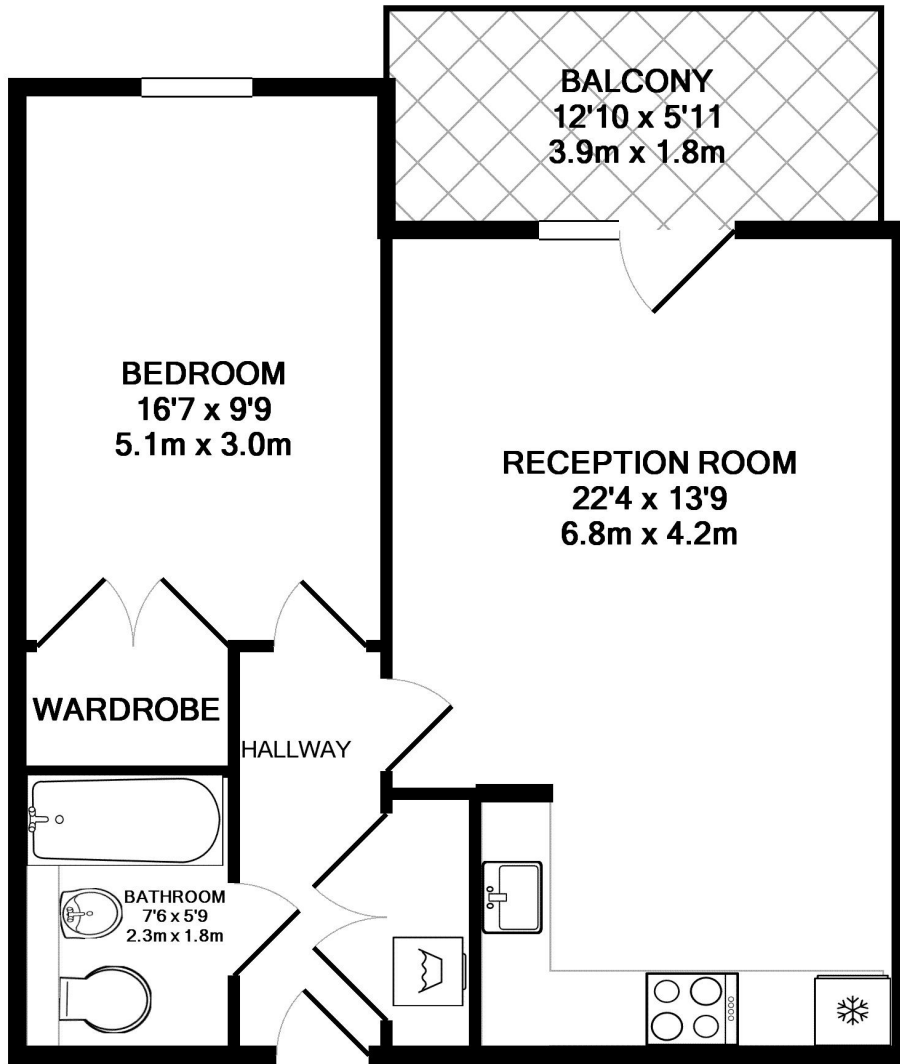 BALCONY
12'10 x 5'11
3.9m x 1.8m
BEDROOM
16'7 x 9'9
5.1m x 3.0m
RECEPTION ROOM
22'4 x 13'9
6.8m x 4.2m
WARDROBE
HALLWAY
BATHROOM
7'6 x 5'9
2.3m x 1.8m